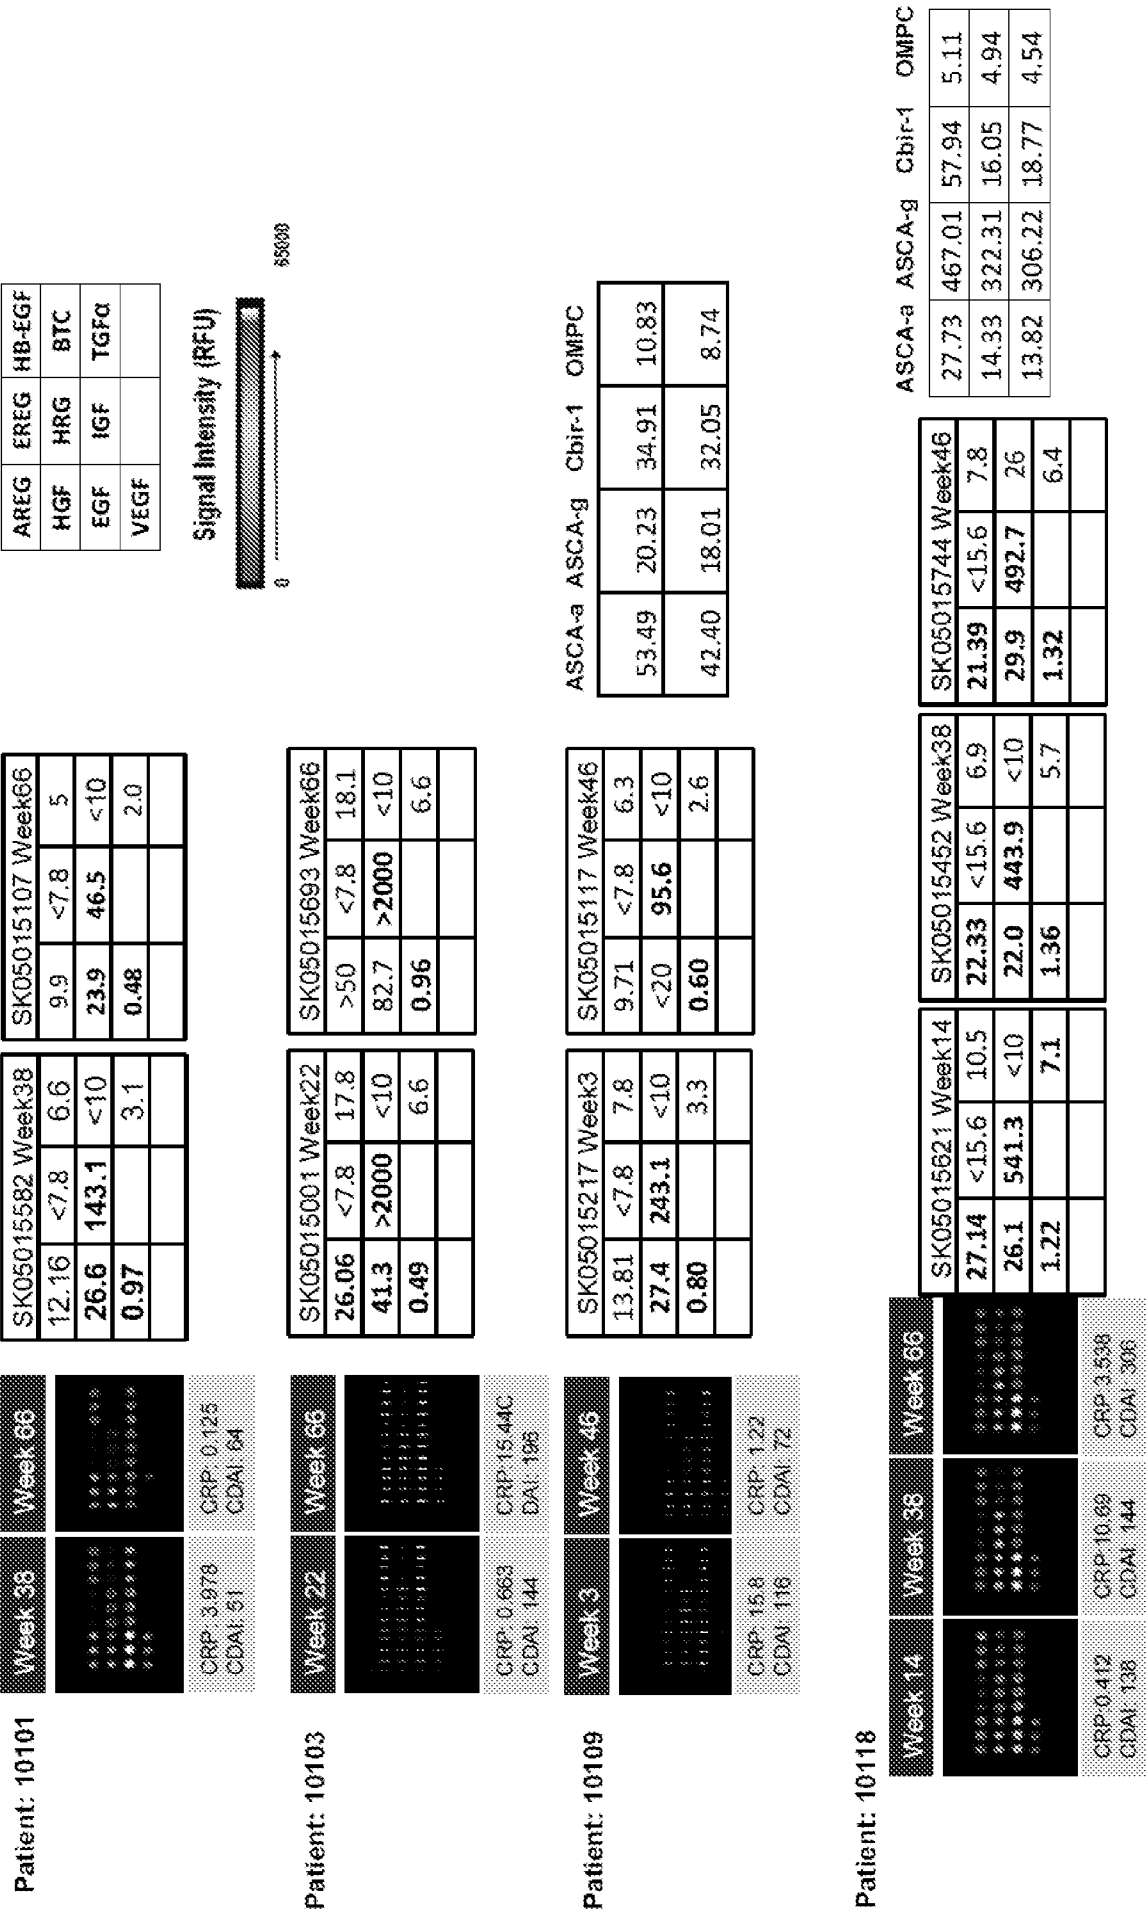 Patient: 10101
Week 38 Week 66
CRP: 3.978 CRP: 0.125
CDAI: 51 CDAI: 64
SK05015582 Week38
12.16 <7.8 6.6
26.6 143.1 <10
0.97 3.1
SK05015107 Week66
9.9 <7.8 5
23.9 46.5 <10
0.48 2.0
AREG EREG HB-EGF
HGF HRG BTC
EGF IGF TGFα
VEGF
Signal Intensity (RFU)
0 65000
Patient: 10103
Week 22 Week 66
CRP: 0.663 CRP:15.44C
CDAI: 144 DAI: 196
SK05015001 Week22
26.06 <7.8 17.8
41.3 >2000 <10
0.49 6.6
SK05015693 Week66
>50 <7.8 18.1
82.7 >2000 <10
0.96 6.6
Patient: 10109
Week 3 Week 46
CRP: 15.8 CRP: 1.22
CDAI: 116 CDAI: 72
SK05015217 Week3
13.81 <7.8 7.8
27.4 243.1 <10
0.80 3.3
SK05015117 Week46
9.71 <7.8 6.3
<20 95.6 <10
0.60 2.6
ASCA-a ASCA-g Cbir-1 OMPC
53.49 20.23 34.91 10.83
42.40 18.01 32.05 8.74
Patient: 10118
Week 14 Week 38 Week 66
CRP:0.412 CRP:10.69 CRP:3.538
CDAI: 138 CDAI: 144 CDAI: 306
SK05015621 Week14
27.14 <15.6 10.5
26.1 541.3 <10
1.22 7.1
SK05015452 Week38
22.33 <15.6 6.9
22.0 443.9 <10
1.36 5.7
SK05015744 Week46
21.39 <15.6 7.8
29.9 492.7 26
1.32 6.4
ASCA-a ASCA-g Cbir-1 OMPC
27.73 467.01 57.94 5.11
14.33 322.31 16.05 4.94
13.82 306.22 18.77 4.54